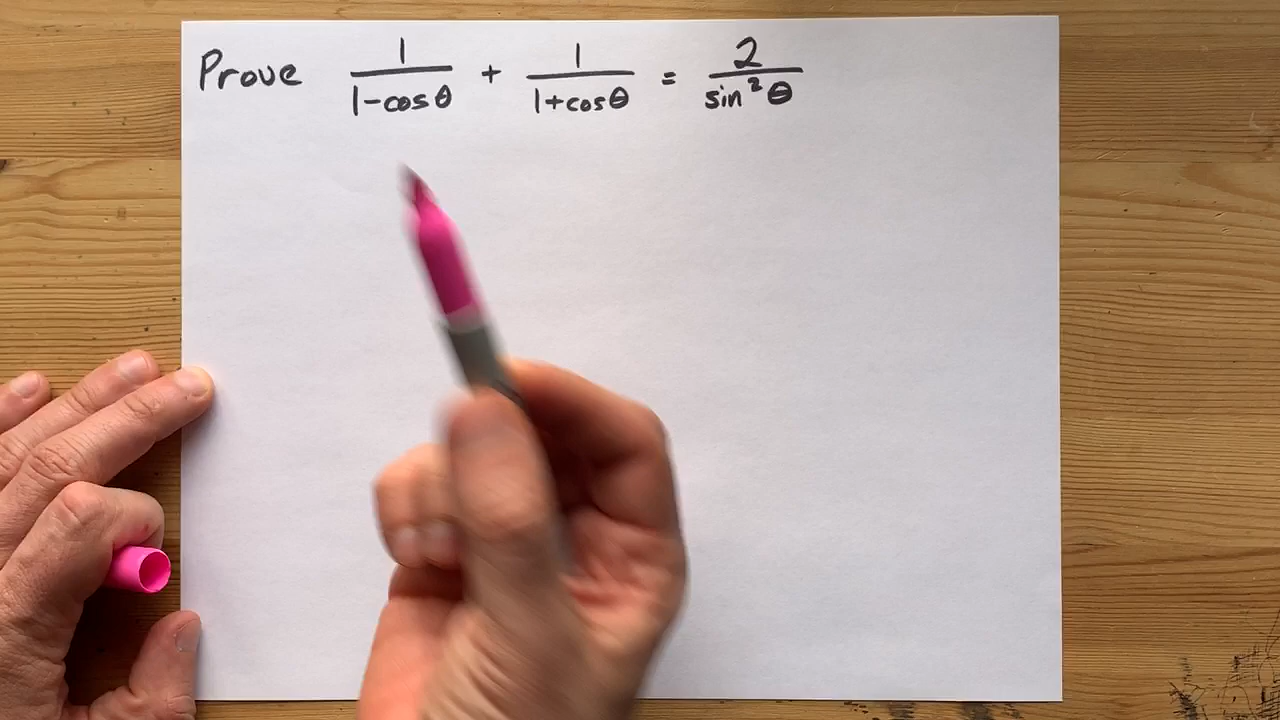 Prove 1/(1-cosθ) + 1/(1+cosθ) = 2/sin²θ